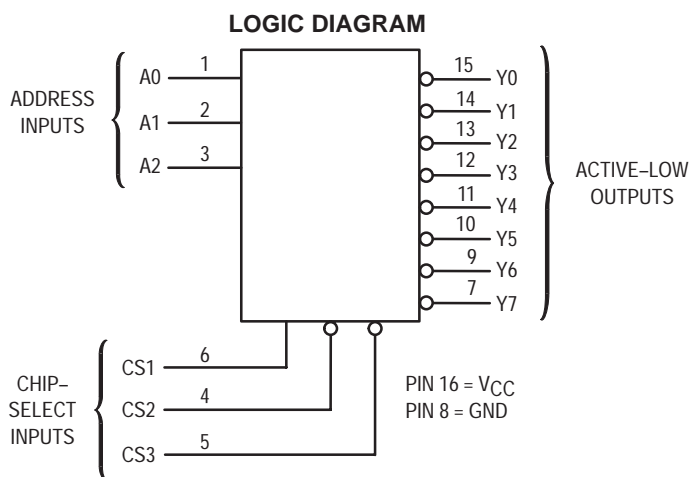 LOGIC DIAGRAM
ADDRESS
INPUTS
A0 1
A1 2
A2 3
15 Y0
14 Y1
13 Y2
12 Y3
11 Y4
10 Y5
9 Y6
7 Y7
ACTIVE–LOW
OUTPUTS
CHIP–
SELECT
INPUTS
CS1 6
CS2 4
CS3 5
PIN 16 = VCC
PIN 8 = GND